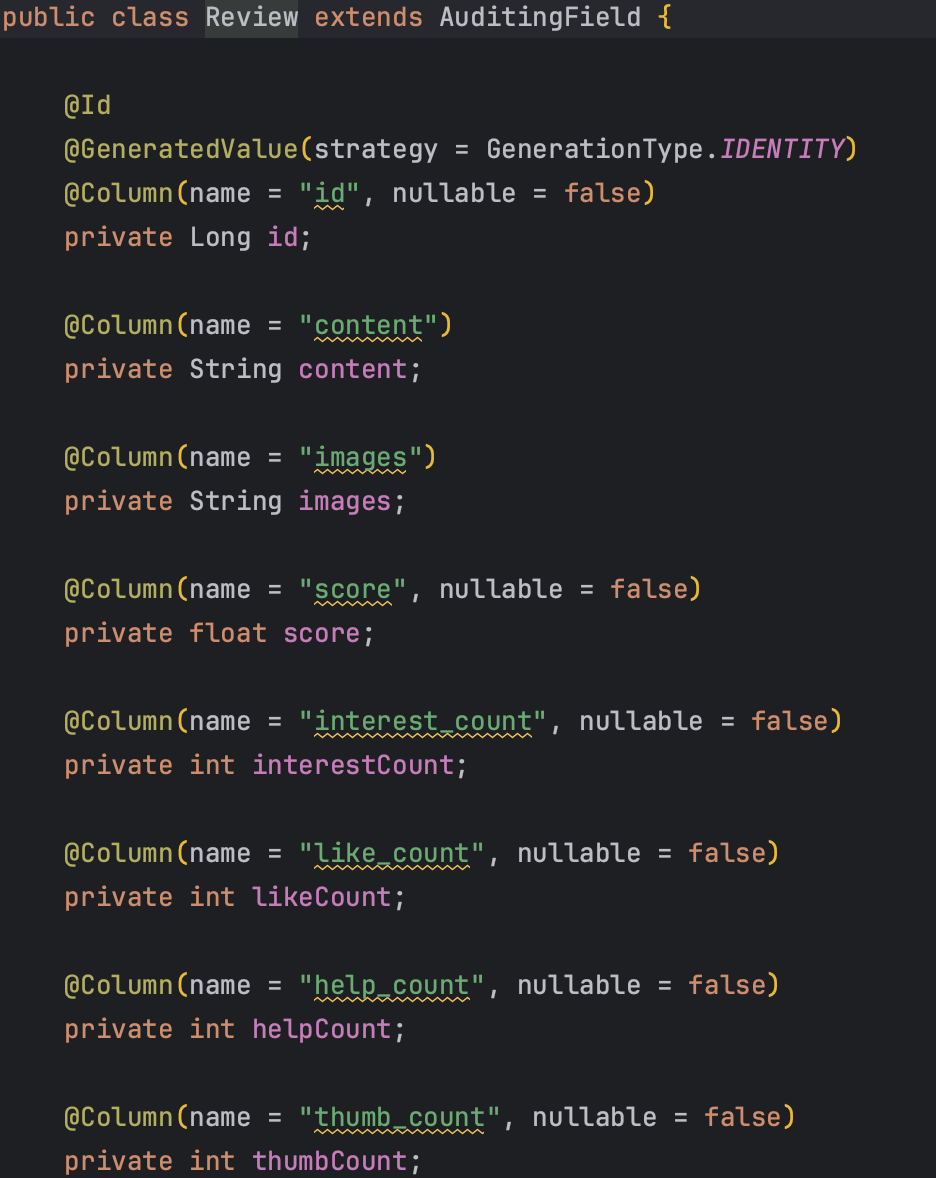 public class Review extends AuditingField {
@Id
@GeneratedValue(strategy = GenerationType.IDENTITY)
@Column(name = "id", nullable = false)
private Long id;
@Column(name = "content")
private String content;
@Column(name = "images")
private String images;
@Column(name = "score", nullable = false)
private float score;
@Column(name = "interest_count", nullable = false)
private int interestCount;
@Column(name = "like_count", nullable = false)
private int likeCount;
@Column(name = "help_count", nullable = false)
private int helpCount;
@Column(name = "thumb_count", nullable = false)
private int thumbCount;